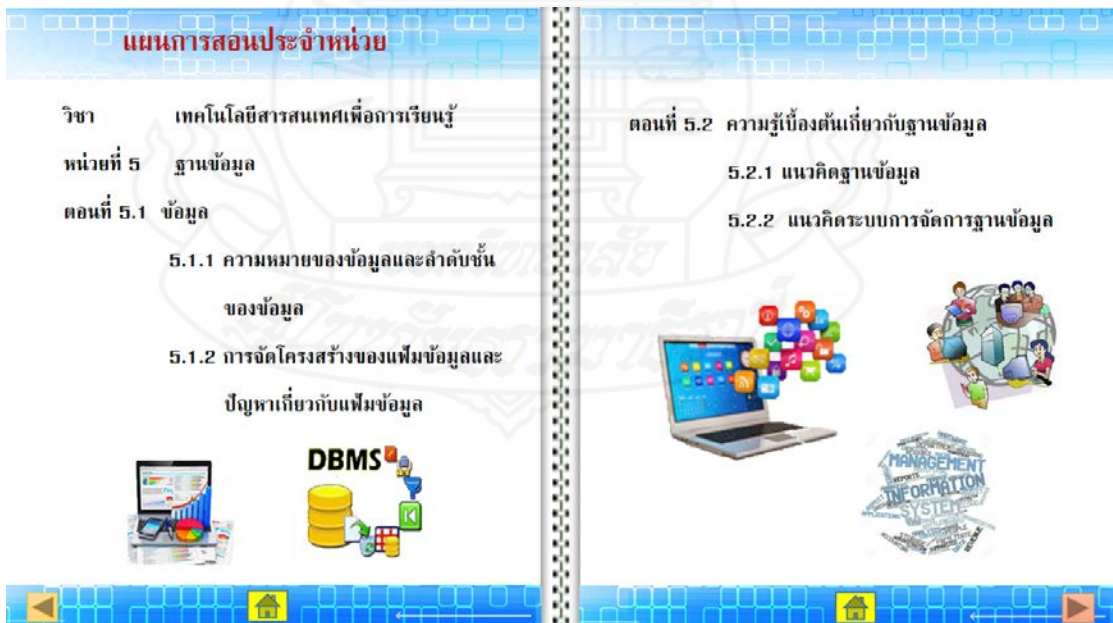 แผนการสอนประจำหน่วย
วิชา เทคโนโลยีสารสนเทศเพื่อการเรียนรู้
หน่วยที่ 5 ฐานข้อมูล
ตอนที่ 5.1 ข้อมูล
5.1.1 ความหมายของข้อมูลและลำดับชั้น
ของข้อมูล
5.1.2 การจัดโครงสร้างของแฟ้มข้อมูลและ
ปัญหาเกี่ยวกับแฟ้มข้อมูล
DBMS
ตอนที่ 5.2 ความรู้เบื้องต้นเกี่ยวกับฐานข้อมูล
5.2.1 แนวคิดฐานข้อมูล
5.2.2 แนวคิดระบบการจัดการฐานข้อมูล
MANAGEMENT
INFORMATION
SYSTEM